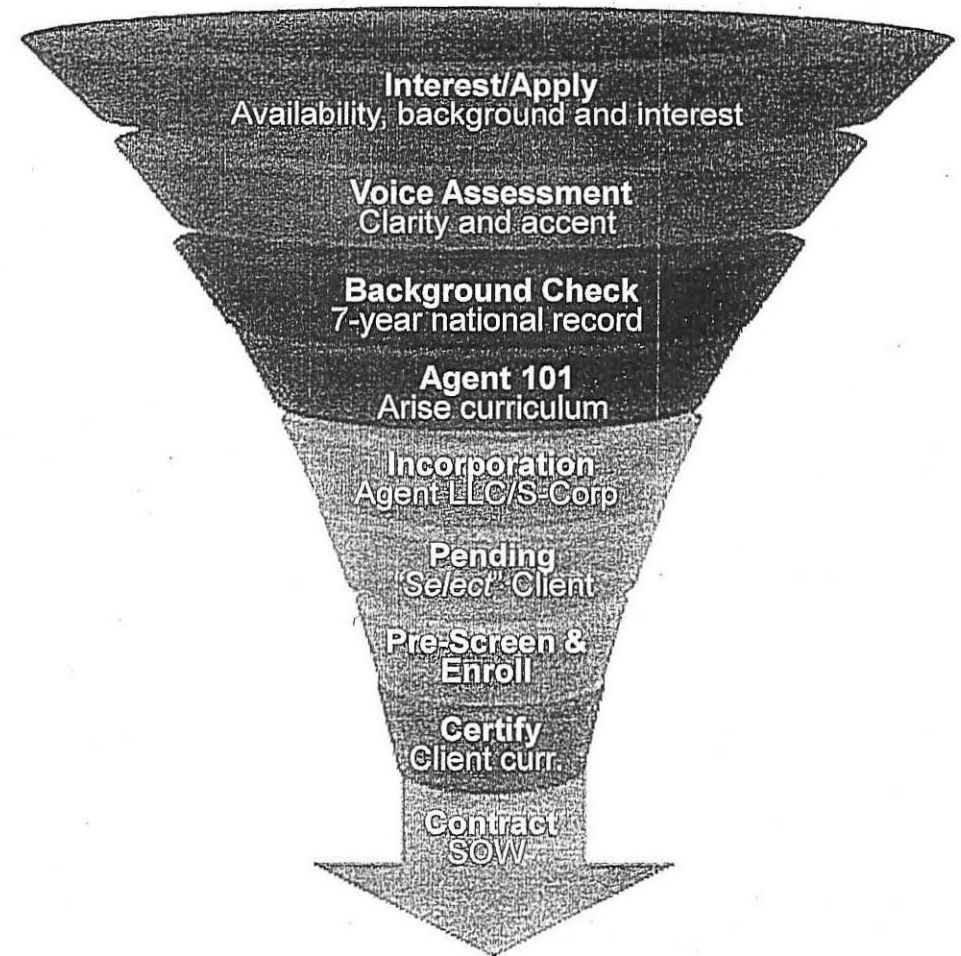 Interest/Apply
Availability, background and interest
Voice Assessment
Clarity and accent
Background Check
7-year national record
Agent 101
Arise curriculum
Incorporation
Agent LLC/S-Corp
Pending
"Select" Client
Pre-Screen &
Enroll
Certify
Client curr.
Contract
SOW